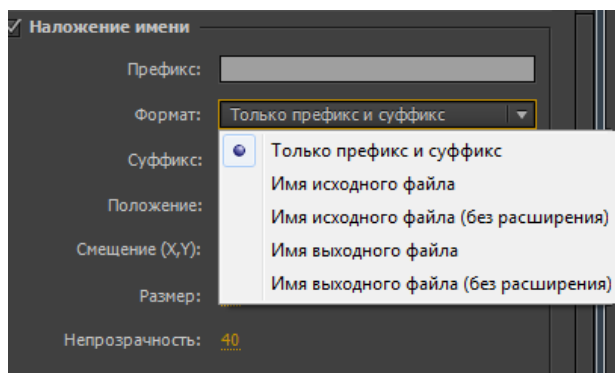 Наложение имени
Префикс:
Формат: Только префикс и суффикс
Суффикс:
Только префикс и суффикс
Имя исходного файла
Имя исходного файла (без расширения)
Имя выходного файла
Имя выходного файла (без расширения)
Положение:
Смещение (X,Y):
Размер:
Непрозрачность: 40